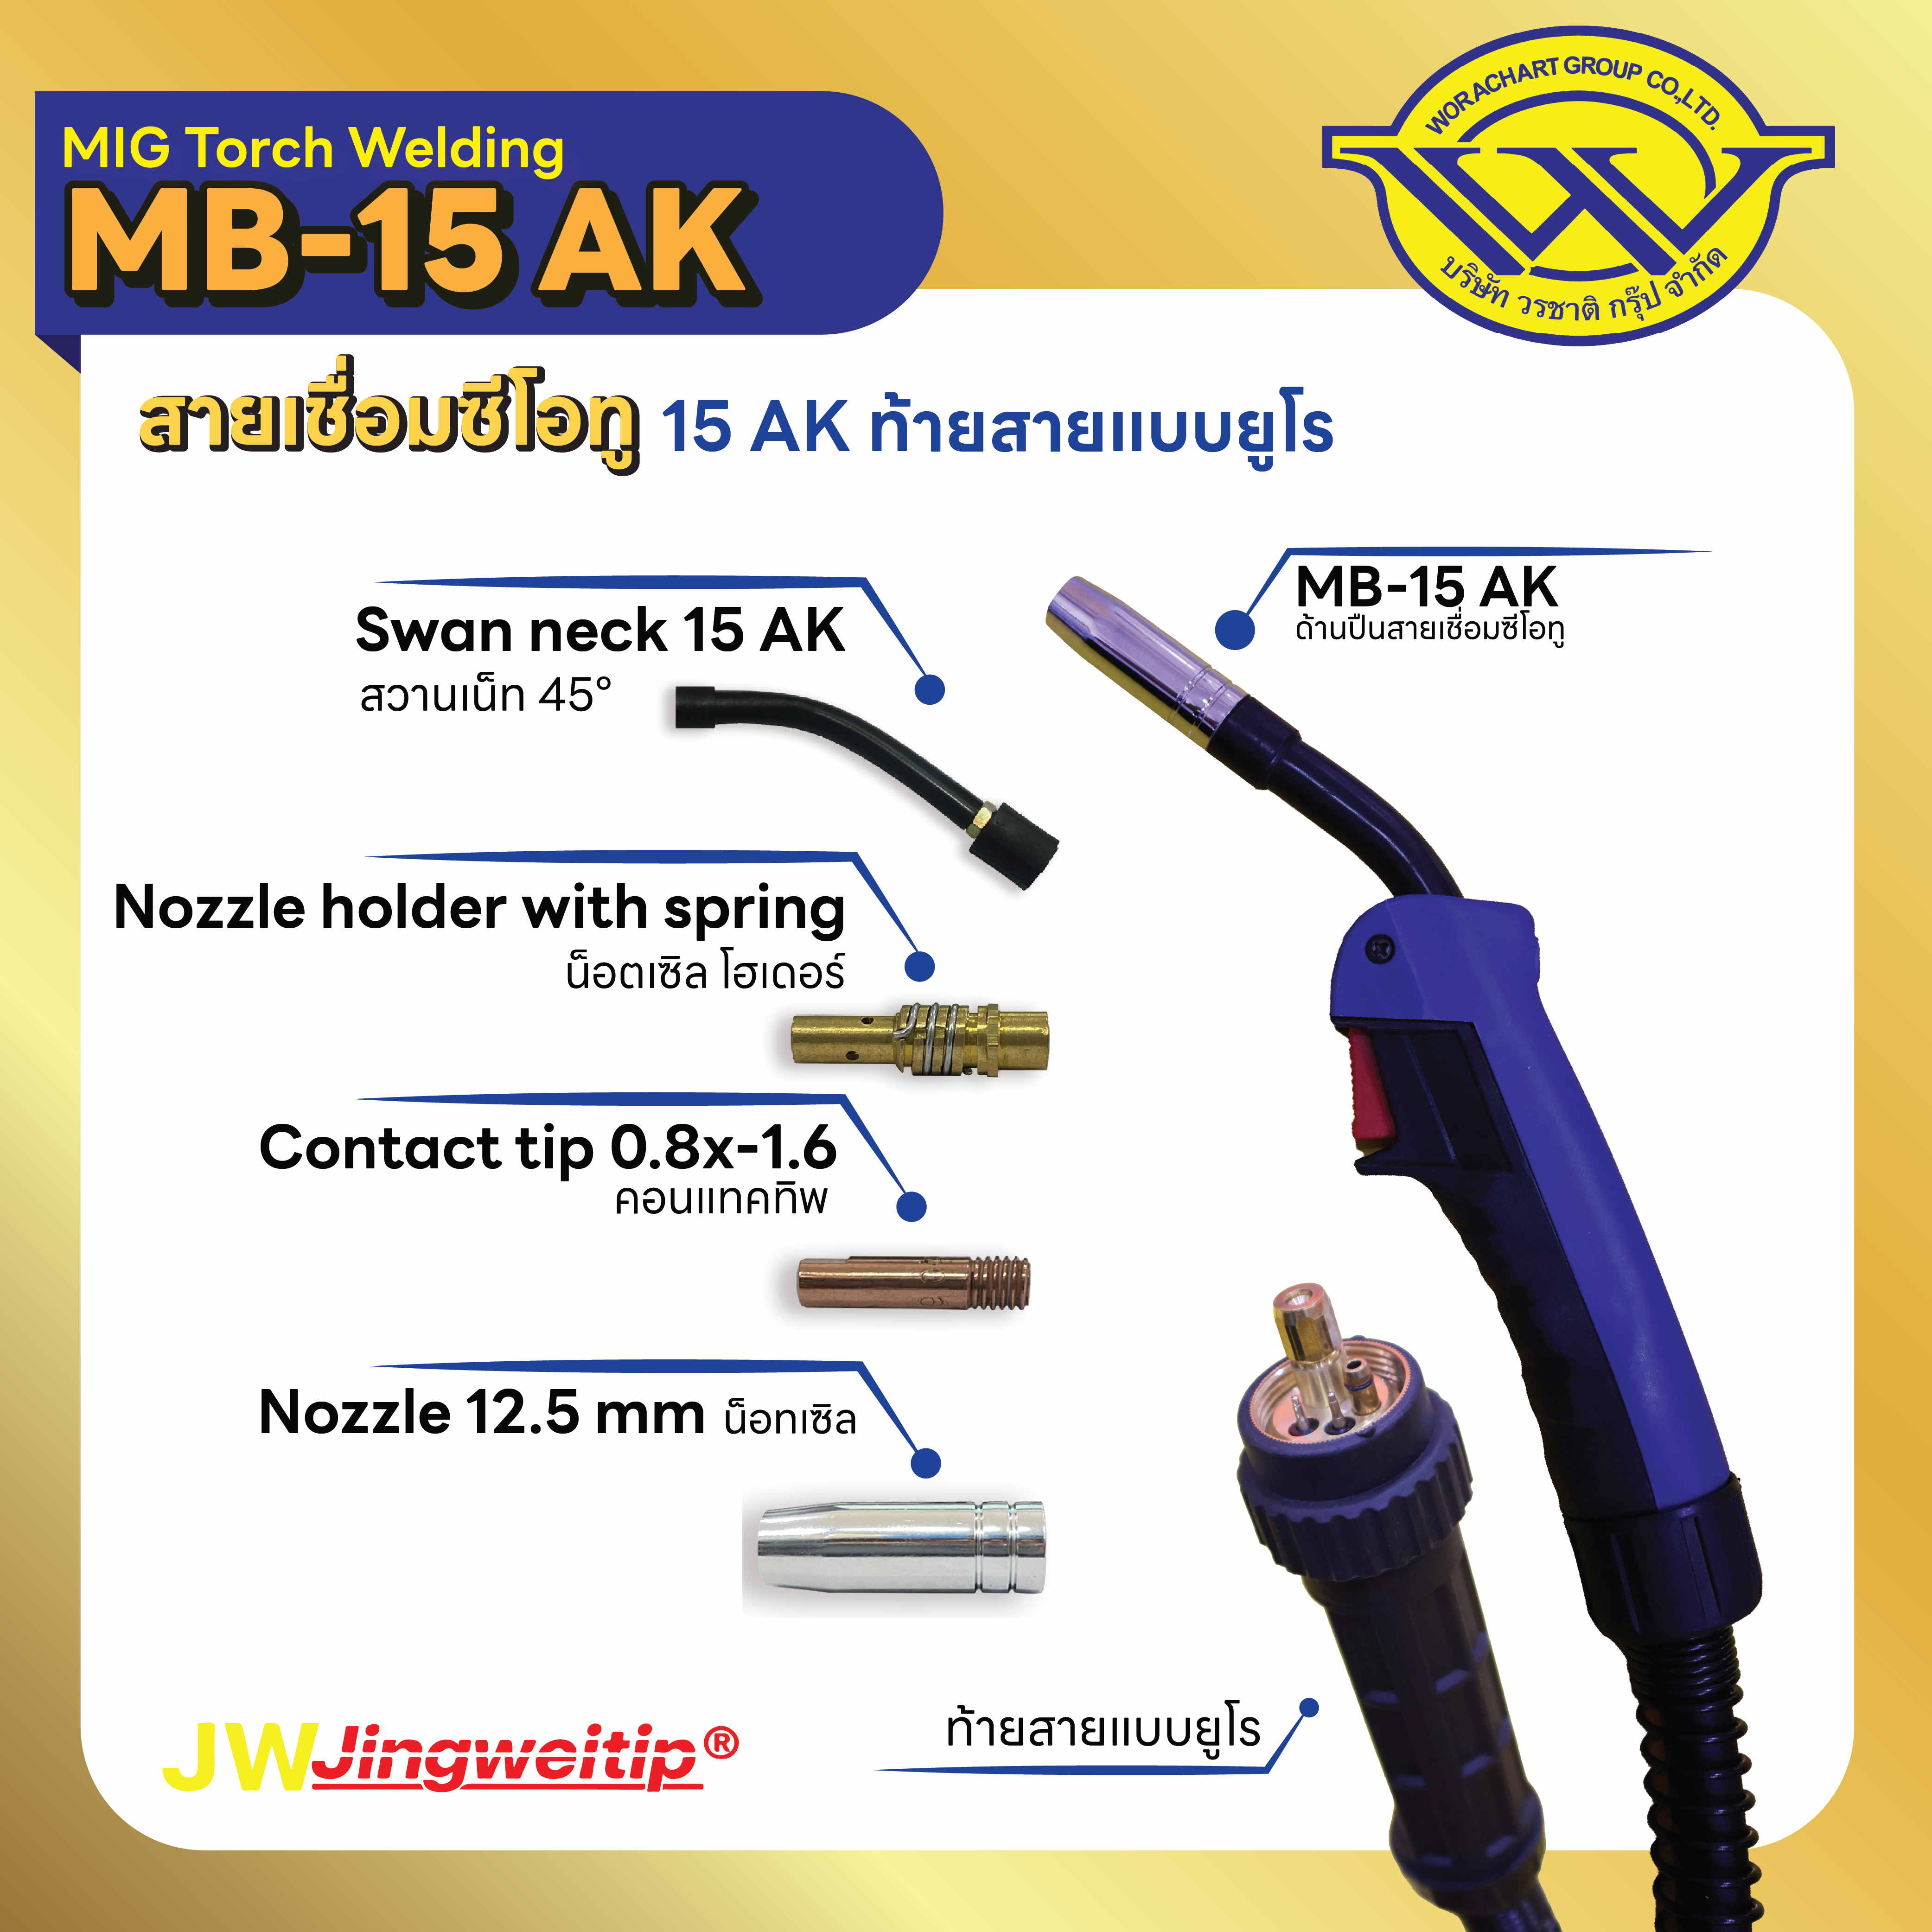 WORACHART GROUP CO.,LTD.
W
บริษัท วรชาติ กรุ๊ป จำกัด
MIG Torch Welding
MB-15 AK
สายเชื่อมซีโอทู 15 AK ท้ายสายแบบยูโร
MB-15 AK
ด้านปืนสายเชื่อมซีโอทู
Swan neck 15 AK
สวานเน็ท 45°
Nozzle holder with spring
น็อตเซิล โฮเดอร์
Contact tip 0.8x-1.6
คอนแทคทิพ
Nozzle 12.5 mm น็อทเซิล
ท้ายสายแบบยูโร
JW Jingweitip®